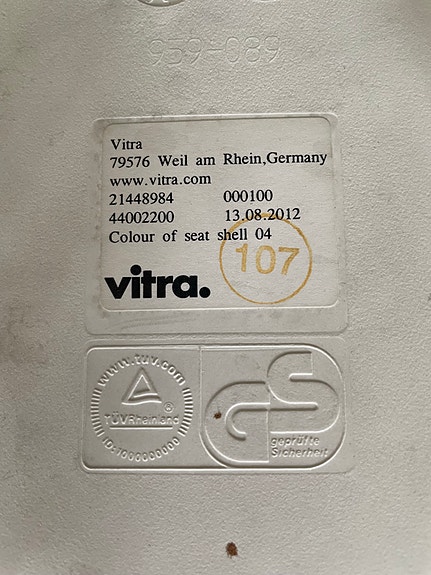 959-089
Vitra
79576 Weil am Rhein,Germany
www.vitra.com
21448984 000100
44002200 13.08.2012
Colour of seat shell 04
107
vitra.
www.tuv.com
TÜVRheinland
®
ID:1000000000
GS
geprüfte
Sicherheit